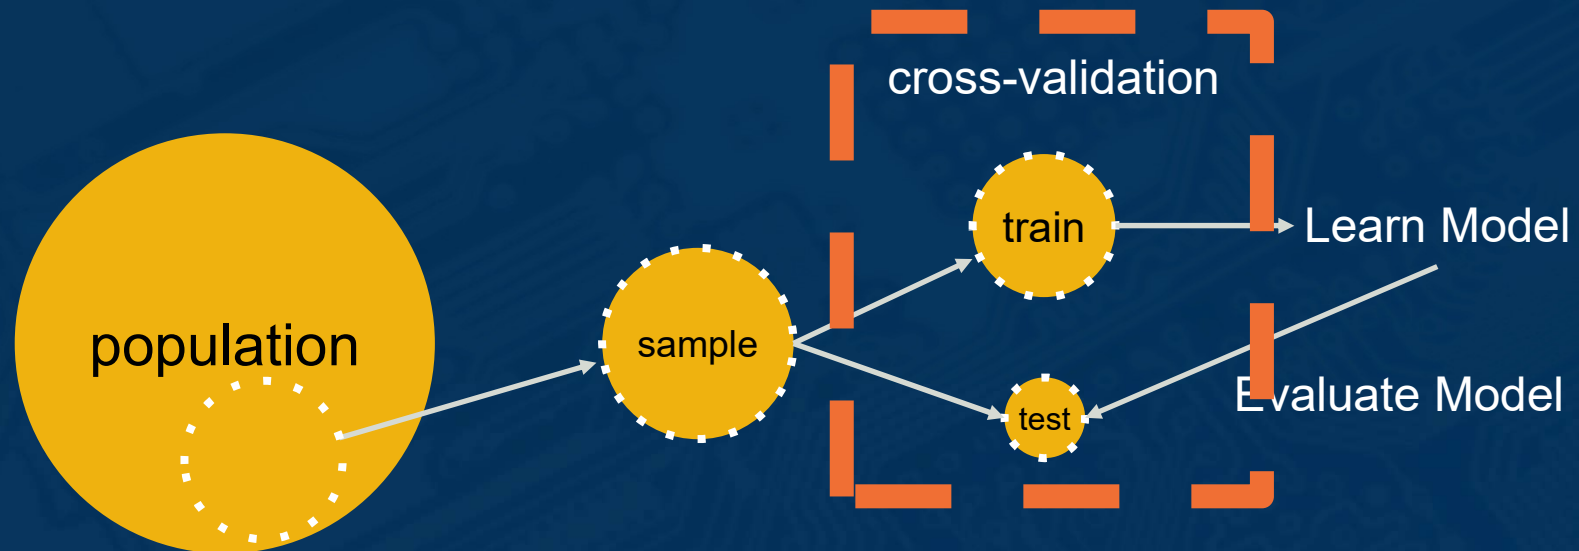 cross-validation
train
Learn Model
population
sample
test
Evaluate Model